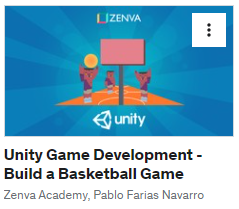 ZENVA
unity
Unity Game Development -
Build a Basketball Game
Zenva Academy, Pablo Farias Navarro